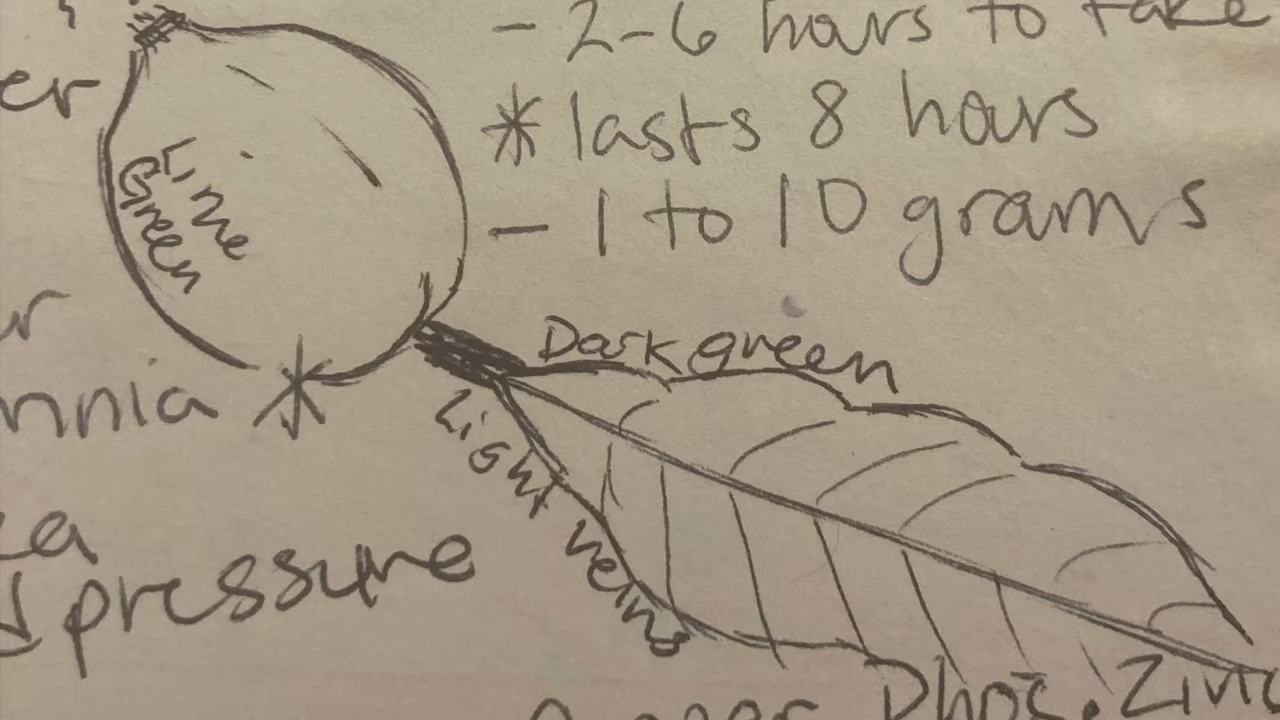 - 2-6 hours to take
er
* lasts 8 hours
- 1 to 10 grams
Lime
Green
Dark green
nnia *
Light veins
pressure
Phos. Zinc